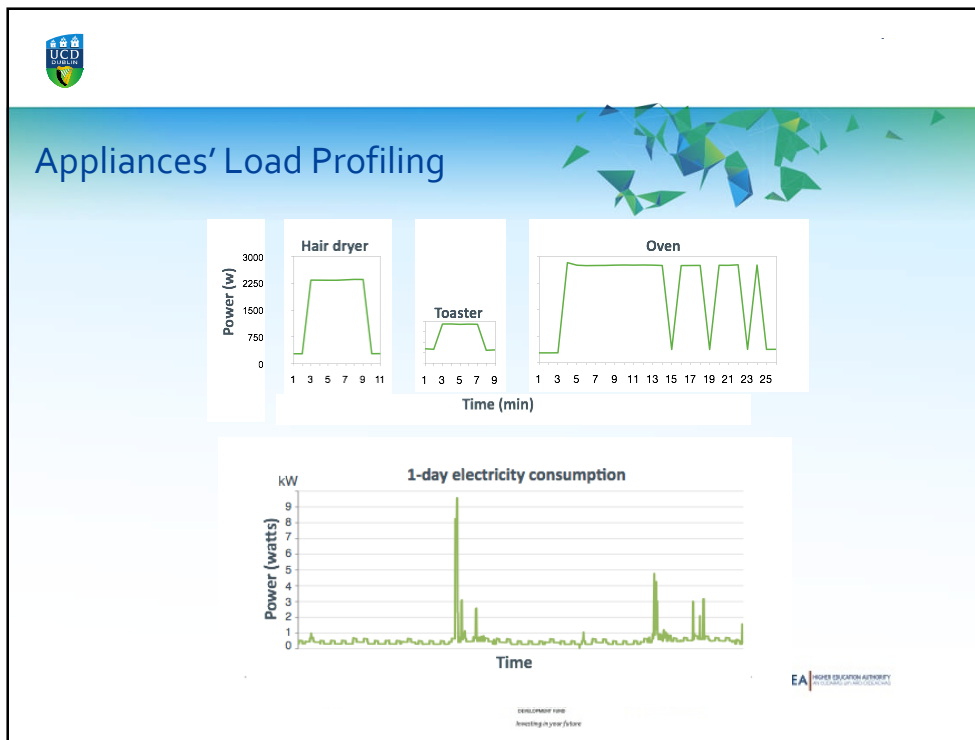 UCD
DUBLIN
Appliances' Load Profiling
Hair dryer
Toaster
Oven
Power (w)
3000
2250
1500
750
0
1 3 5 7 9 11
1 3 5 7 9
1 3 5 7 9 11 13 15 17 19 21 23 25
Time (min)
1-day electricity consumption
kW
Power (watts)
9
8
7
6
5
4
3
2
1
0
Time
EA
HIGHER EDUCATION AUTHORITY
DEVELOPMENT FUND
Investing in your future